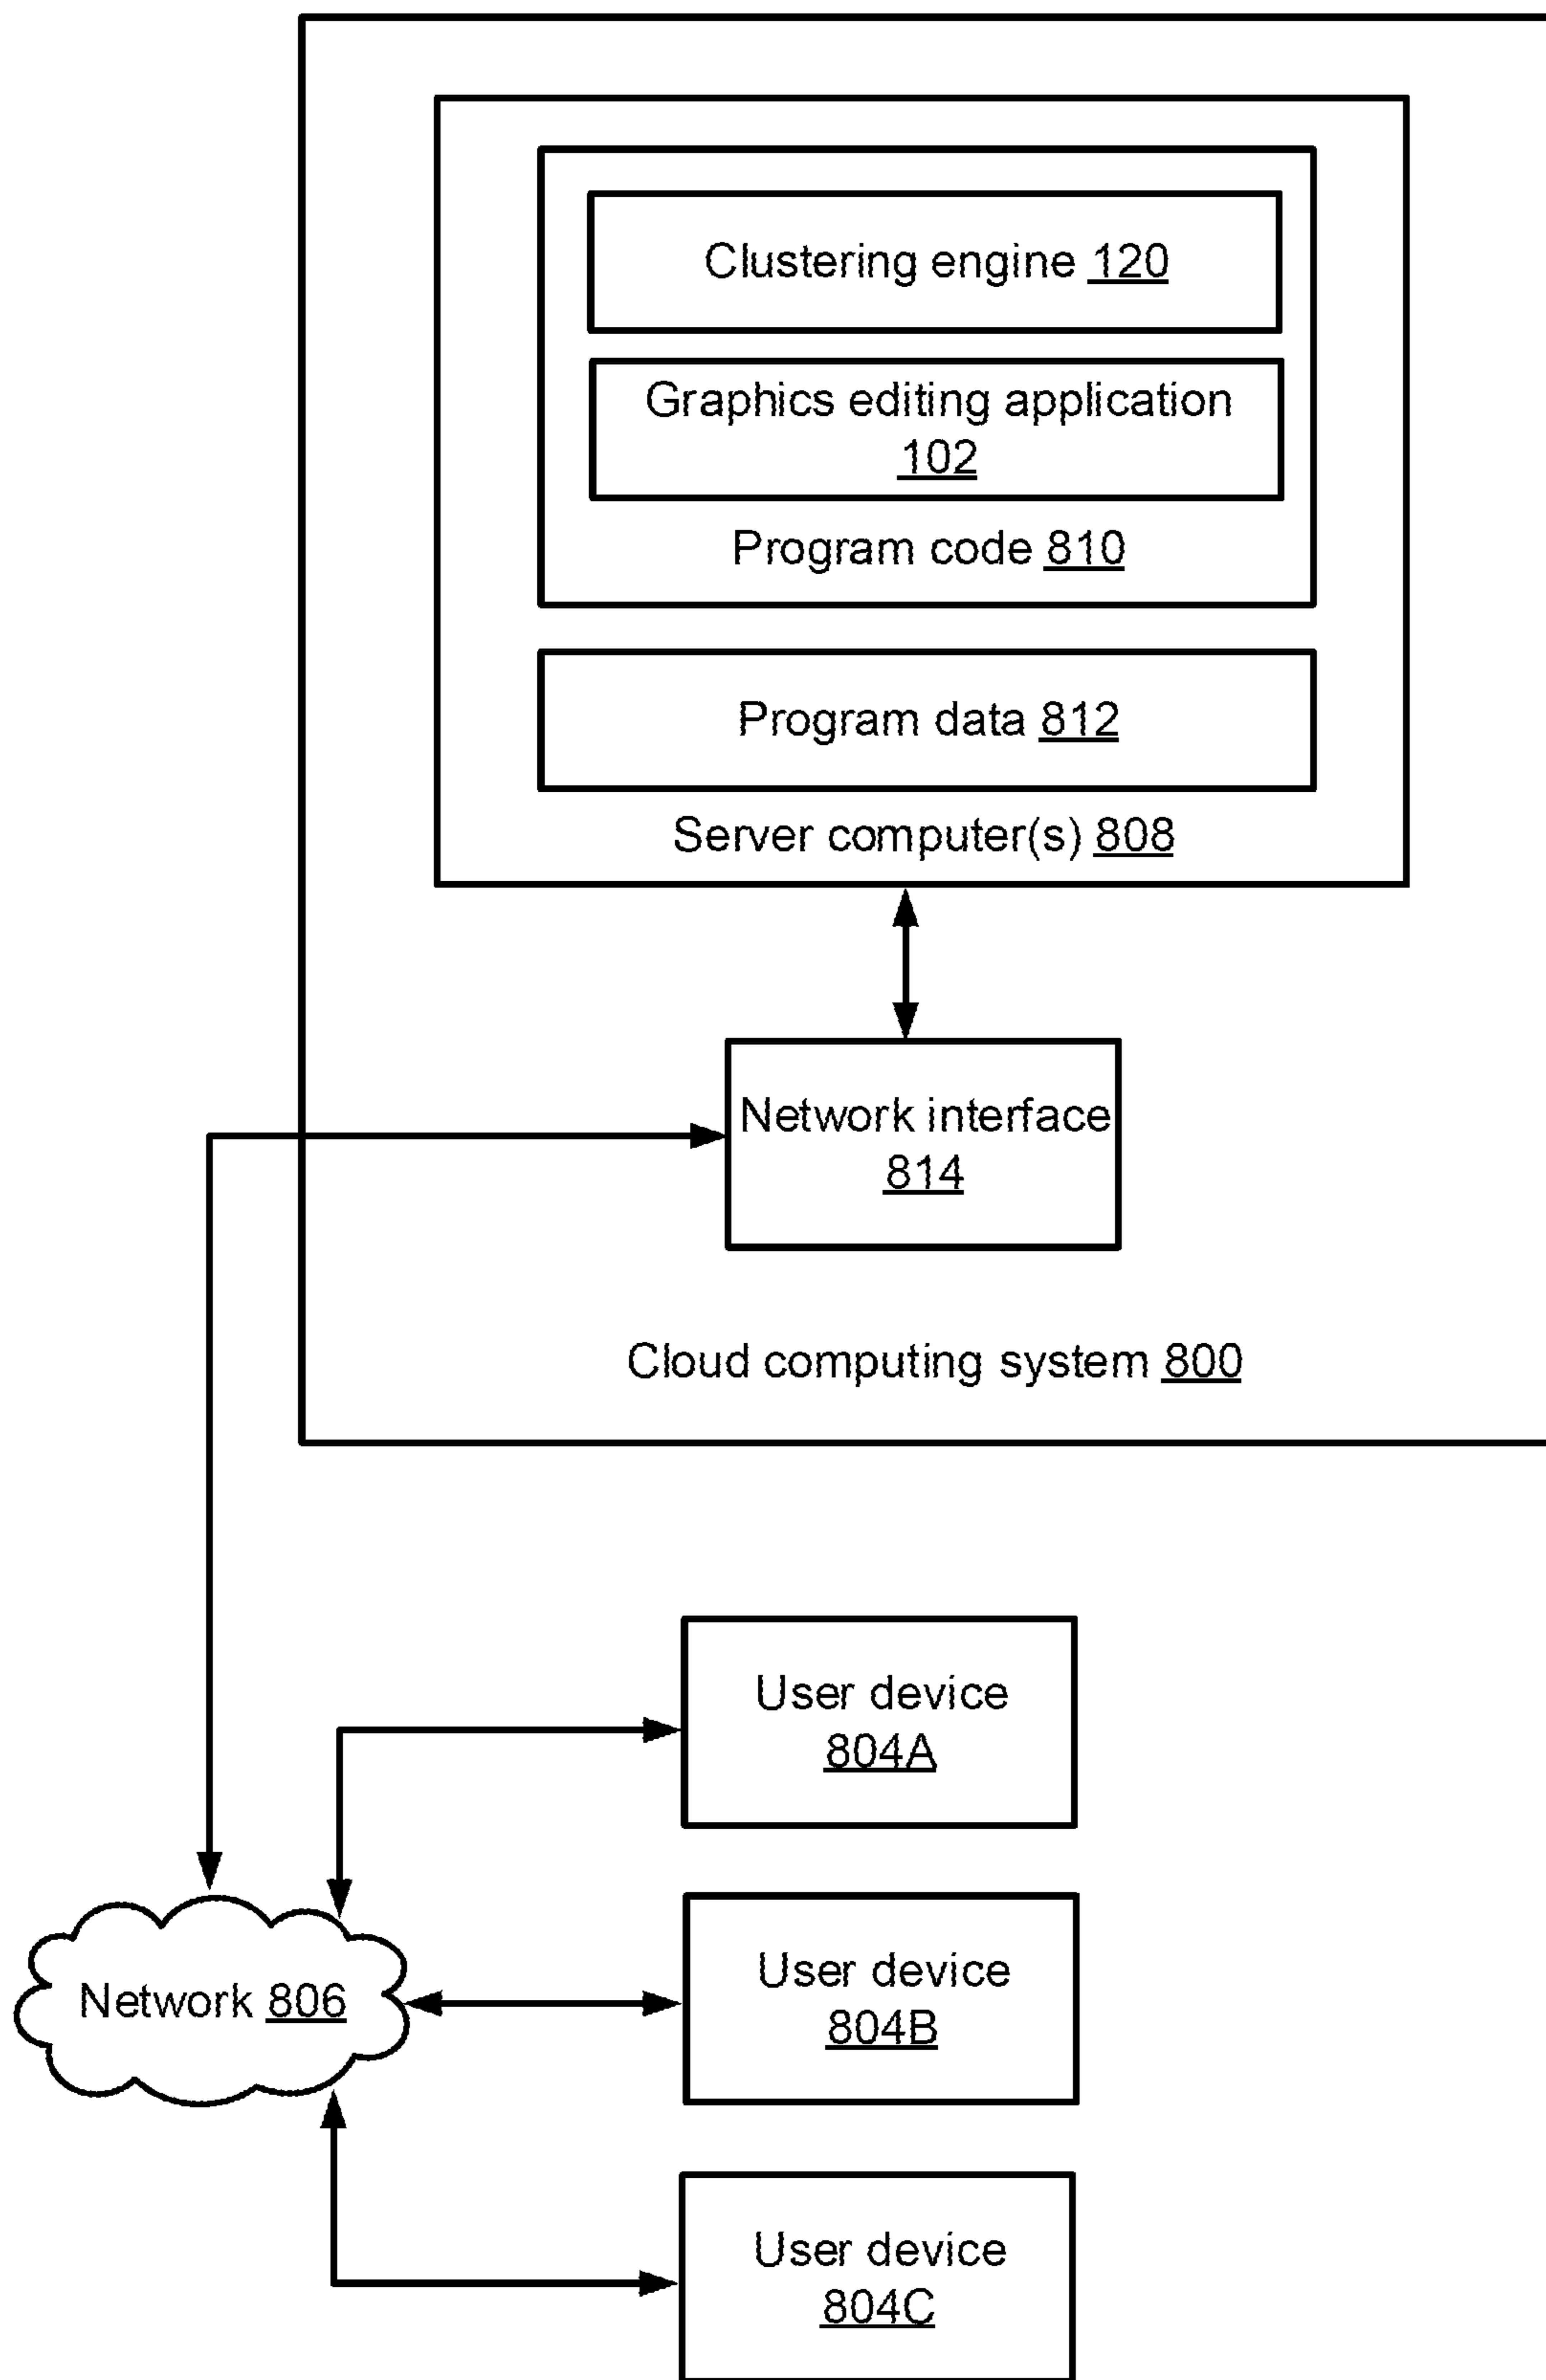 Clustering engine 120
Graphics editing application
102
Program code 810
Program data 812
Server computer(s) 808
Network interface
814
Cloud computing system 800
User device
804A
Network 806
User device
804B
User device
804C